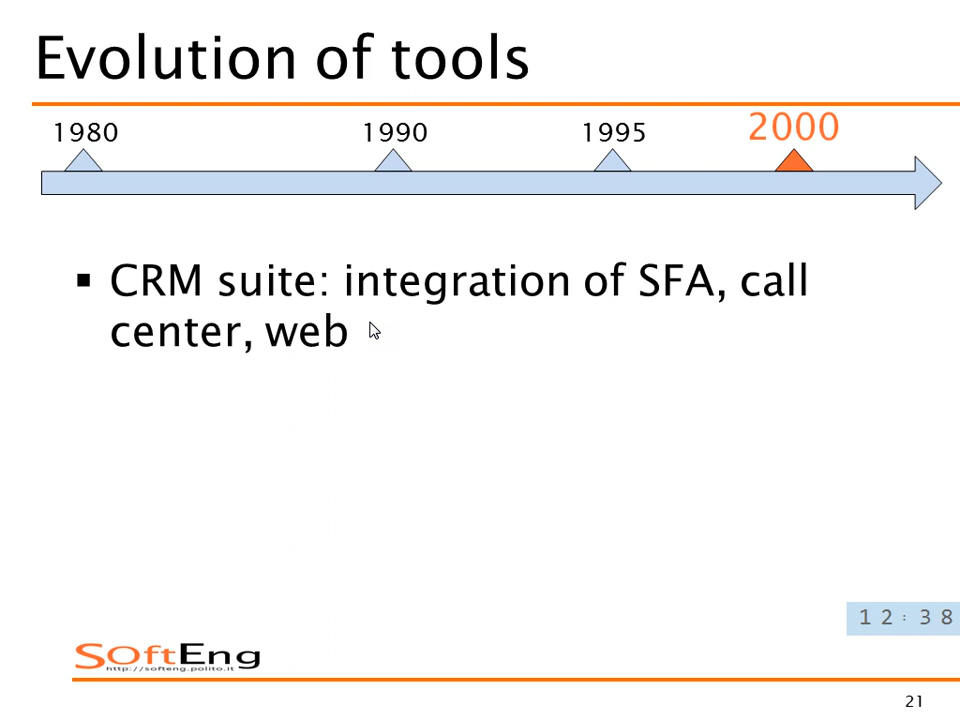 Evolution of tools
1980 1990 1995 2000
▪ CRM suite: integration of SFA, call
center, web
12:38
SOftEng
http://softeng.polito.it
21